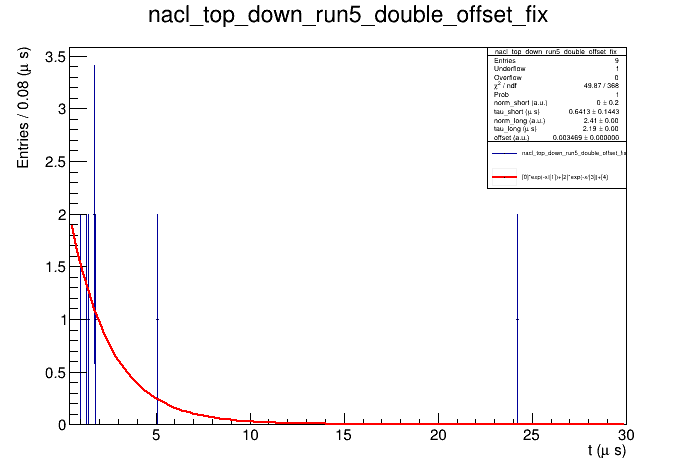 nacl_top_down_run5_double_offset_fix
Entries / 0.08 (μ s)
3.5
3
2.5
2
1.5
1
0.5
0
5
10
15
20
25
30
t (μ s)
nacl_top_down_run5_double_offset_fix
Entries 9
Underflow 1
Overflow 0
χ² / ndf 49.87 / 368
Prob 1
norm_short (a.u.) 0 ± 0.2
tau_short (μ s) 0.6413 ± 0.1443
norm_long (a.u.) 2.41 ± 0.00
tau_long (μ s) 2.19 ± 0.00
offset (a.u.) 0.003469 ± 0.000000
nacl_top_down_run5_double_offset_fix
[0]*exp(-x/[1])+[2]*exp(-x/[3])+[4]